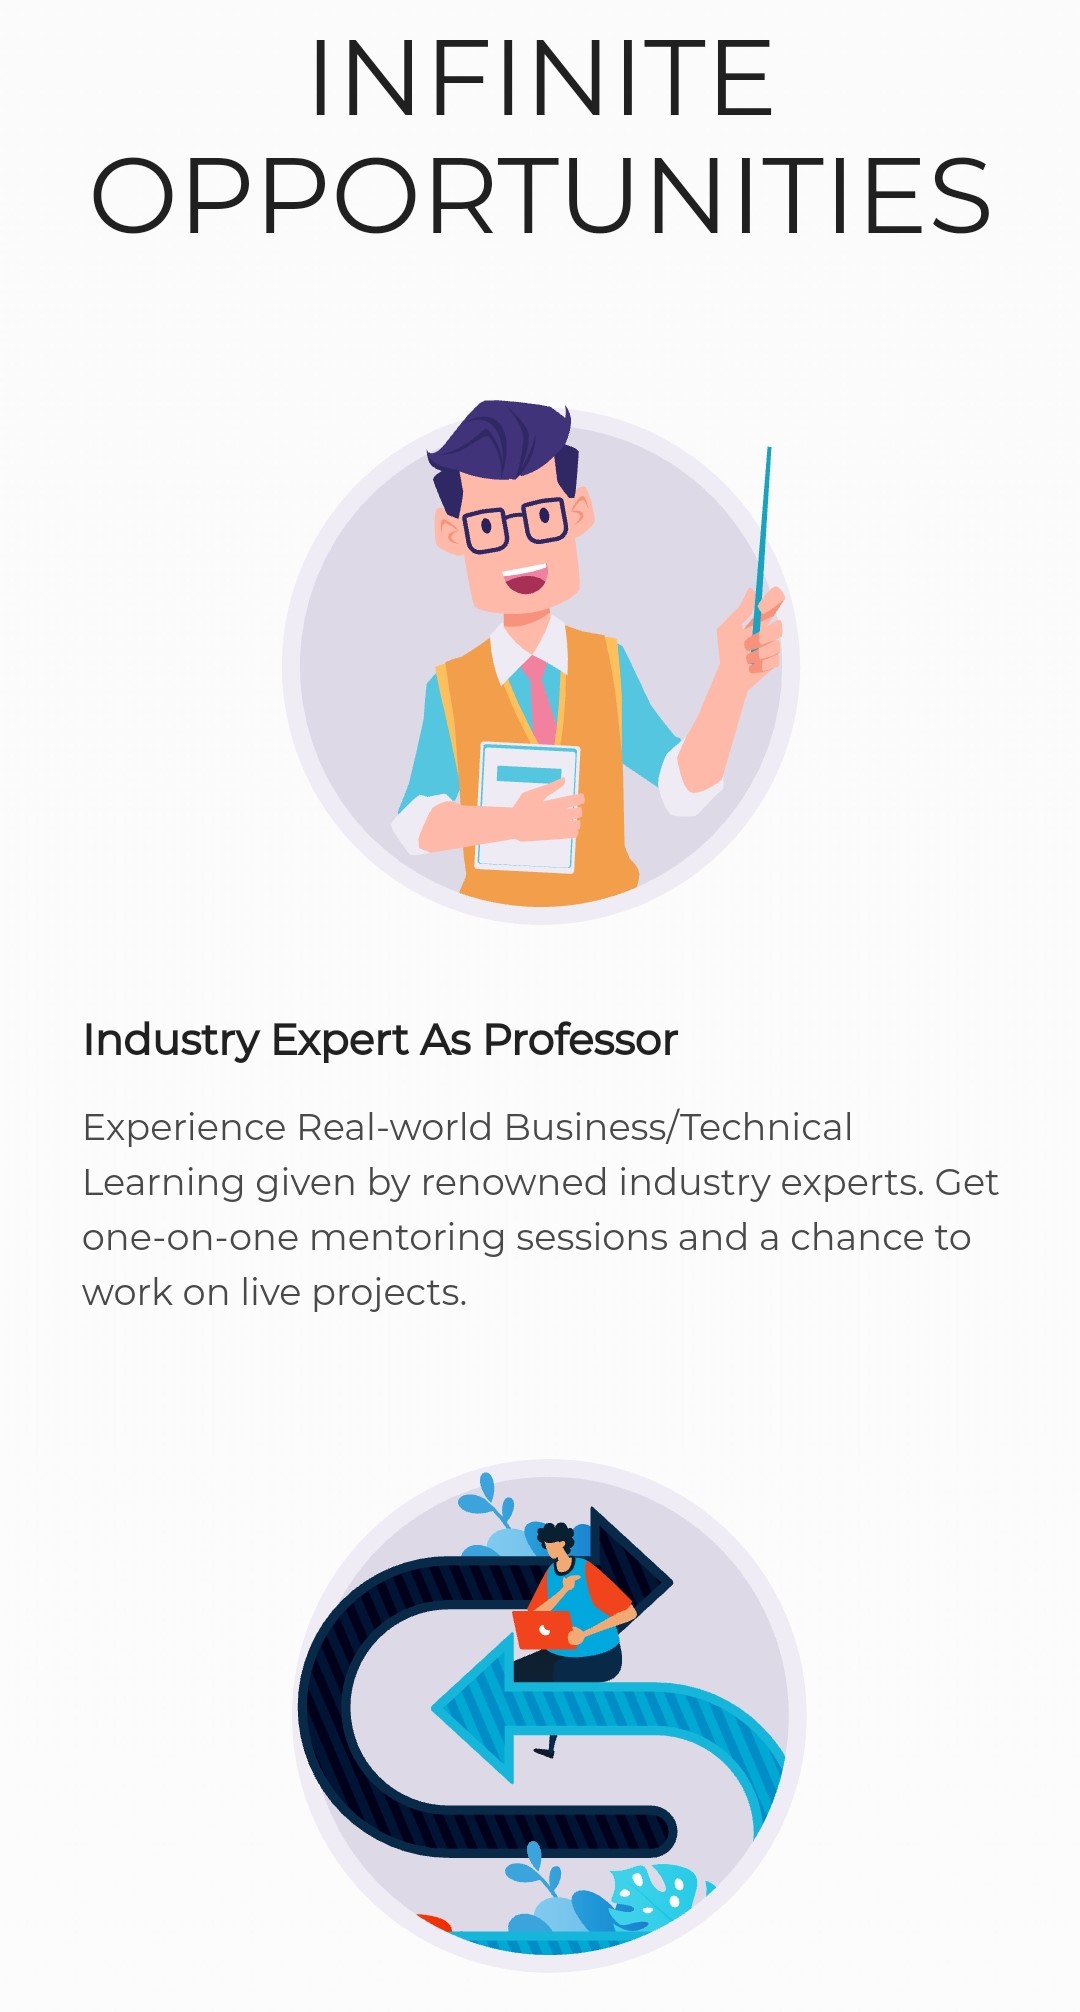 INFINITE
OPPORTUNITIES
Industry Expert As Professor
Experience Real-world Business/Technical
Learning given by renowned industry experts. Get
one-on-one mentoring sessions and a chance to
work on live projects.